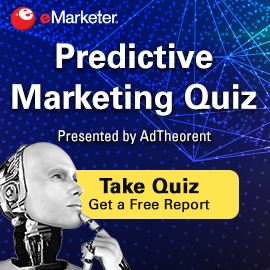 eMarketer
Predictive
Marketing Quiz
Presented by AdTheorent
Take Quiz
Get a Free Report